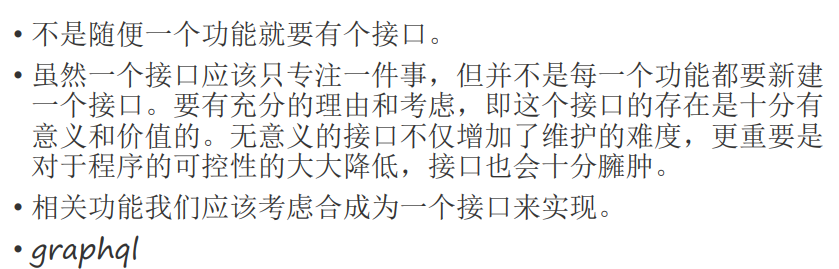 • 不是随便一个功能就要有个接口。
• 虽然一个接口应该只专注一件事，但并不是每一个功能都要新建
一个接口。要有充分的理由和考虑，即这个接口的存在是十分有
意义和价值的。无意义的接口不仅增加了维护的难度，更重要是
对于程序的可控性的大大降低，接口也会十分臃肿。
• 相关功能我们应该考虑合成为一个接口来实现。
• graphql